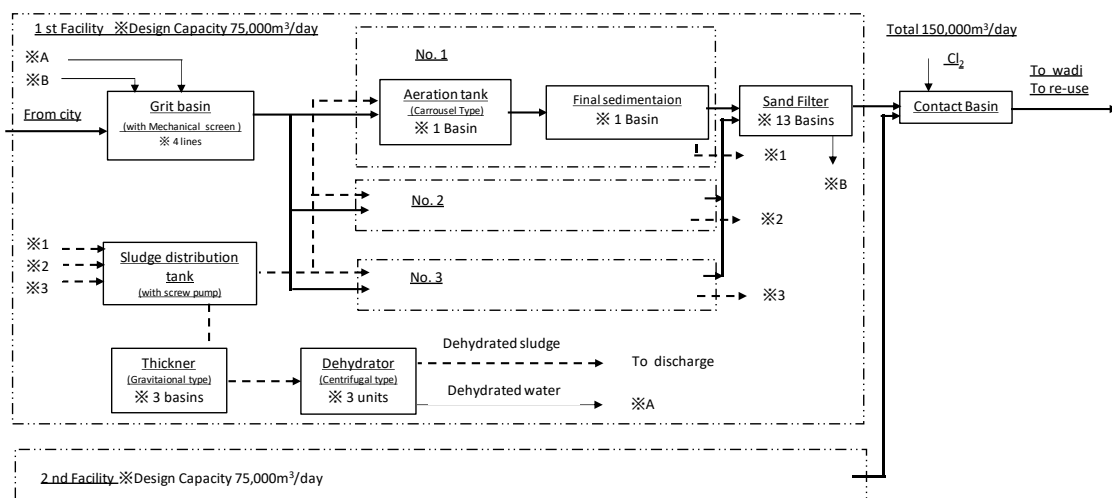 1 st Facility ※Design Capacity 75,000m³/day
Total 150,000m³/day
※A
※B
No. 1
Cl₂
To wadi
To re-use
From city
Grit basin
(with Mechanical screen )
※ 4 lines
Aeration tank
(Carrousel Type)
※ 1 Basin
Final sedimentaion
※ 1 Basin
Sand Filter
※ 13 Basins
Contact Basin
※1
※B
No. 2
※2
※1
※2
※3
Sludge distribution
tank
(with screw pump)
No. 3
※3
Thickner
(Gravitaional type)
※ 3 basins
Dehydrator
(Centrifugal type)
※ 3 units
Dehydrated sludge
To discharge
Dehydrated water
※A
2 nd Facility ※Design Capacity 75,000m³/day